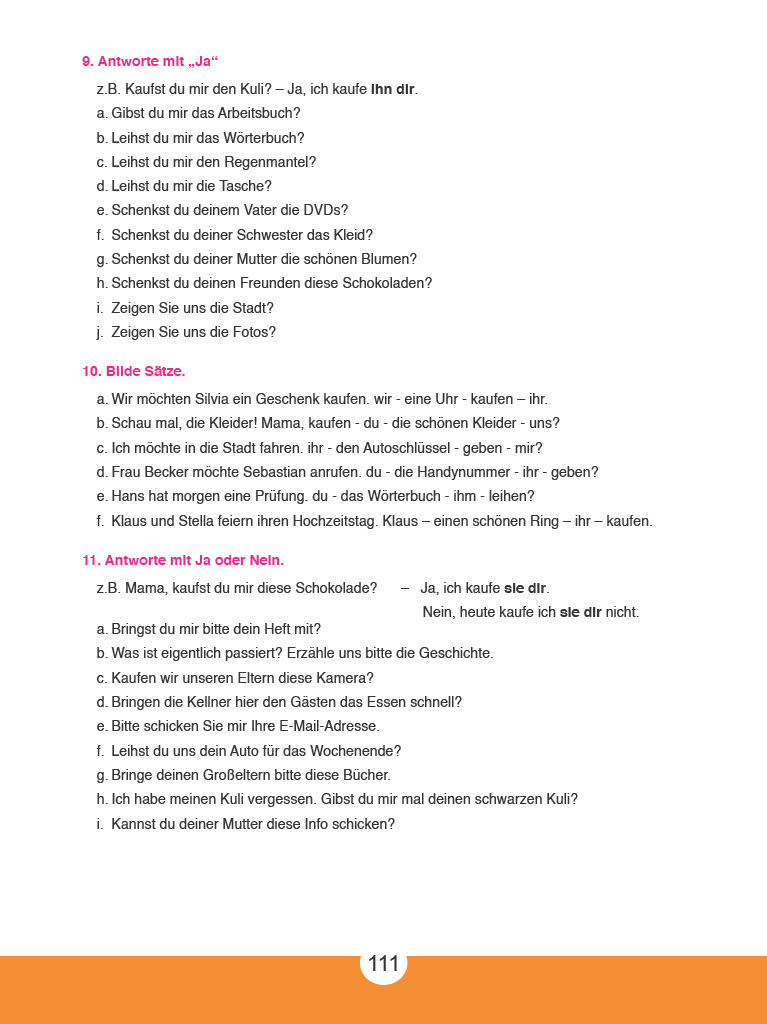 9. Antworte mit „Ja“
z.B. Kaufst du mir den Kuli? – Ja, ich kaufe ihn dir.
a. Gibst du mir das Arbeitsbuch?
b. Leihst du mir das Wörterbuch?
c. Leihst du mir den Regenmantel?
d. Leihst du mir die Tasche?
e. Schenkst du deinem Vater die DVDs?
f. Schenkst du deiner Schwester das Kleid?
g. Schenkst du deiner Mutter die schönen Blumen?
h. Schenkst du deinen Freunden diese Schokoladen?
i. Zeigen Sie uns die Stadt?
j. Zeigen Sie uns die Fotos?
10. Bilde Sätze.
a. Wir möchten Silvia ein Geschenk kaufen. wir - eine Uhr - kaufen – ihr.
b. Schau mal, die Kleider! Mama, kaufen - du - die schönen Kleider - uns?
c. Ich möchte in die Stadt fahren. ihr - den Autoschlüssel - geben - mir?
d. Frau Becker möchte Sebastian anrufen. du - die Handynummer - ihr - geben?
e. Hans hat morgen eine Prüfung. du - das Wörterbuch - ihm - leihen?
f. Klaus und Stella feiern ihren Hochzeitstag. Klaus – einen schönen Ring – ihr – kaufen.
11. Antworte mit Ja oder Nein.
z.B. Mama, kaufst du mir diese Schokolade? – Ja, ich kaufe sie dir.
Nein, heute kaufe ich sie dir nicht.
a. Bringst du mir bitte dein Heft mit?
b. Was ist eigentlich passiert? Erzähle uns bitte die Geschichte.
c. Kaufen wir unseren Eltern diese Kamera?
d. Bringen die Kellner hier den Gästen das Essen schnell?
e. Bitte schicken Sie mir Ihre E-Mail-Adresse.
f. Leihst du uns dein Auto für das Wochenende?
g. Bringe deinen Großeltern bitte diese Bücher.
h. Ich habe meinen Kuli vergessen. Gibst du mir mal deinen schwarzen Kuli?
i. Kannst du deiner Mutter diese Info schicken?
111